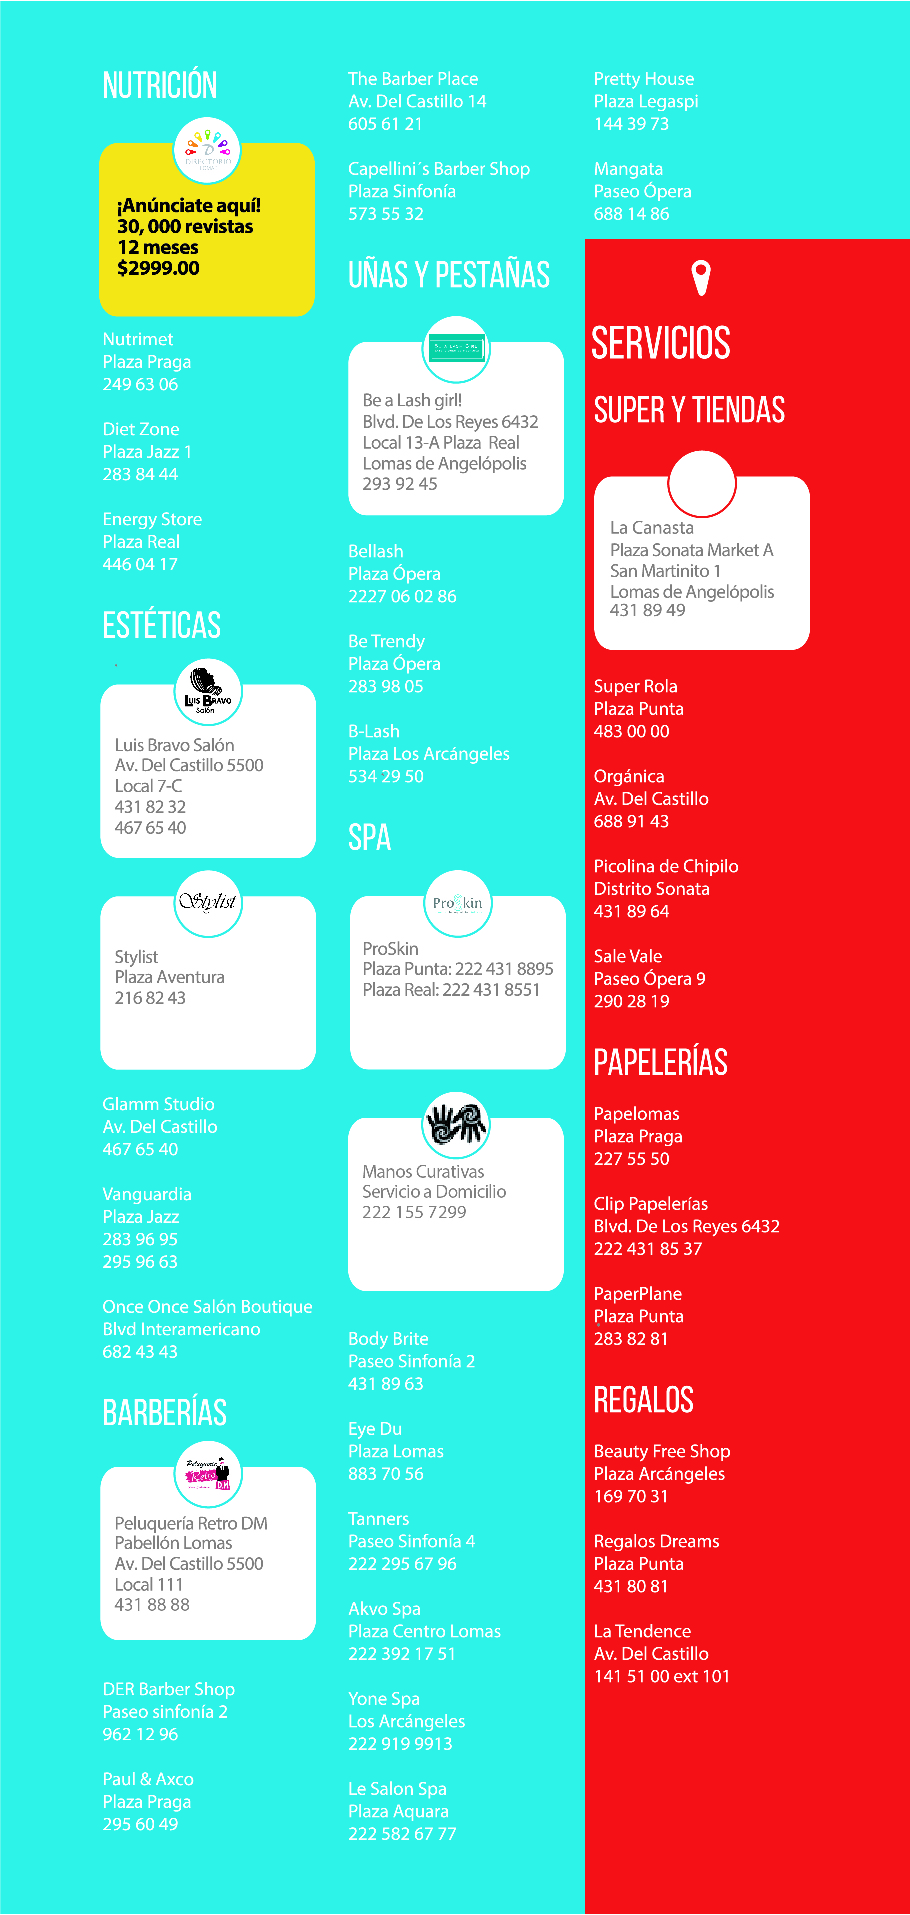 NUTRICIÓN
DIRECTORIO
¡Anúnciate aquí!
30, 000 revistas
12 meses
$2999.00
Nutrimet
Plaza Praga
249 63 06
Diet Zone
Plaza Jazz 1
283 84 44
Energy Store
Plaza Real
446 04 17
ESTÉTICAS
LUIS BRAVO
Salón
Luis Bravo Salón
Av. Del Castillo 5500
Local 7-C
431 82 32
467 65 40
Stylist
Stylist
Plaza Aventura
216 82 43
Glamm Studio
Av. Del Castillo
467 65 40
Vanguardia
Plaza Jazz
283 96 95
295 96 63
Once Once Salón Boutique
Blvd Interamericano
682 43 43
BARBERÍAS
Peluquería
Retro
DM
Peluquería Retro DM
Pabellón Lomas
Av. Del Castillo 5500
Local 111
431 88 88
DER Barber Shop
Paseo sinfonía 2
962 12 96
Paul & Axco
Plaza Praga
295 60 49
The Barber Place
Av. Del Castillo 14
605 61 21
Capellini´s Barber Shop
Plaza Sinfonía
573 55 32
UÑAS Y PESTAÑAS
Be a Lash girl!
Blvd. De Los Reyes 6432
Local 13-A Plaza Real
Lomas de Angelópolis
293 92 45
Bellash
Plaza Ópera
2227 06 02 86
Be Trendy
Plaza Ópera
283 98 05
B-Lash
Plaza Los Arcángeles
534 29 50
SPA
ProSkin
ProSkin
Plaza Punta: 222 431 8895
Plaza Real: 222 431 8551
Manos Curativas
Servicio a Domicilio
222 155 7299
Body Brite
Paseo Sinfonía 2
431 89 63
Eye Du
Plaza Lomas
883 70 56
Tanners
Paseo Sinfonía 4
222 295 67 96
Akvo Spa
Plaza Centro Lomas
222 392 17 51
Yone Spa
Los Arcángeles
222 919 9913
Le Salon Spa
Plaza Aquara
222 582 67 77
Pretty House
Plaza Legaspi
144 39 73
Mangata
Paseo Ópera
688 14 86
SERVICIOS
SUPER Y TIENDAS
La Canasta
Plaza Sonata Market A
San Martinito 1
Lomas de Angelópolis
431 89 49
Super Rola
Plaza Punta
483 00 00
Orgánica
Av. Del Castillo
688 91 43
Picolina de Chipilo
Distrito Sonata
431 89 64
Sale Vale
Paseo Ópera 9
290 28 19
PAPELERÍAS
Papelomas
Plaza Praga
227 55 50
Clip Papelerías
Blvd. De Los Reyes 6432
222 431 85 37
PaperPlane
Plaza Punta
283 82 81
REGALOS
Beauty Free Shop
Plaza Arcángeles
169 70 31
Regalos Dreams
Plaza Punta
431 80 81
La Tendence
Av. Del Castillo
141 51 00 ext 101